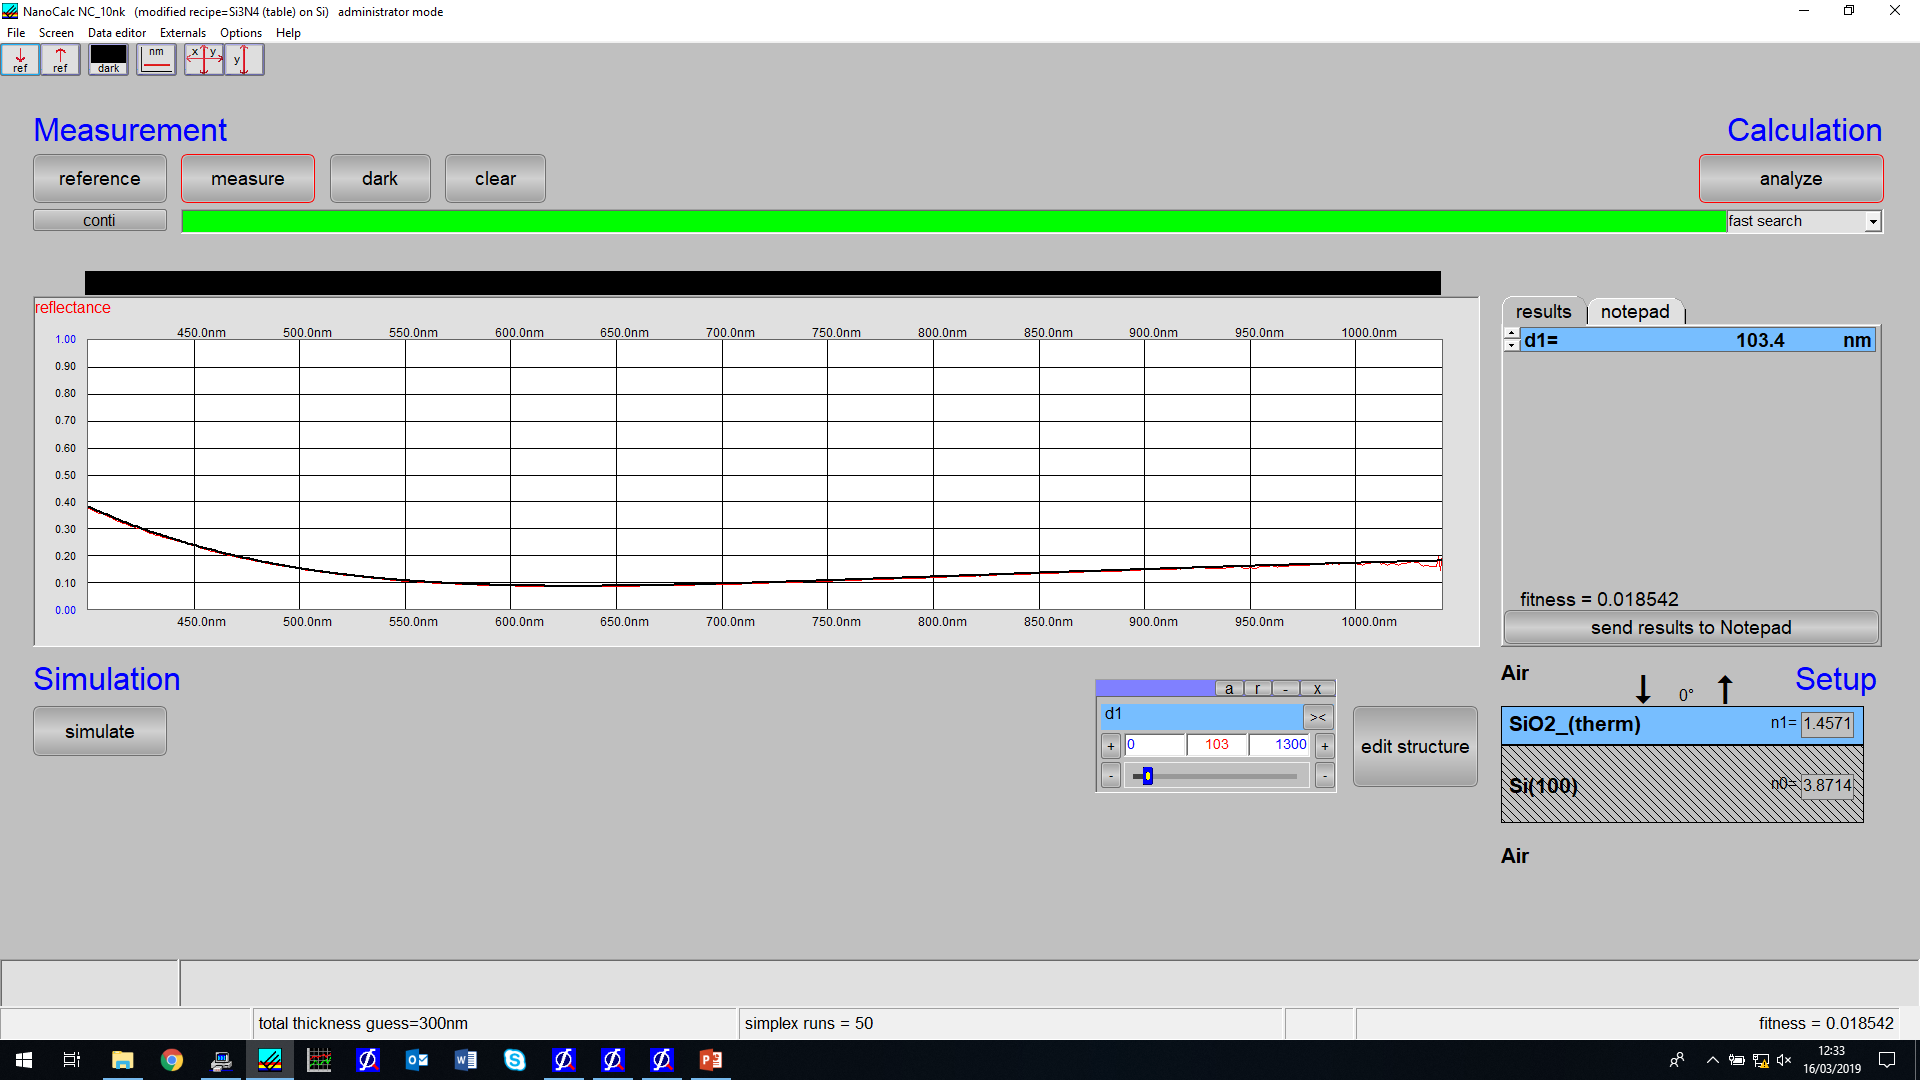 NanoCalc NC_10nk (modified recipe=Si3N4 (table) on Si) administrator mode
File Screen Data editor Externals Options Help
ref ref dark nm x y y
Measurement
Calculation
reference measure dark clear
analyze
conti
fast search
reflectance
450.0nm 500.0nm 550.0nm 600.0nm 650.0nm 700.0nm 750.0nm 800.0nm 850.0nm 900.0nm 950.0nm 1000.0nm
1.00
0.90
0.80
0.70
0.60
0.50
0.40
0.30
0.20
0.10
0.00
450.0nm 500.0nm 550.0nm 600.0nm 650.0nm 700.0nm 750.0nm 800.0nm 850.0nm 900.0nm 950.0nm 1000.0nm
results notepad
d1= 103.4 nm
fitness = 0.018542
send results to Notepad
Simulation
simulate
a r - x
d1 ><
+ 0 103 1300 +
- -
edit structure
Air
0°
Setup
SiO2_(therm) n1= 1.4571
Si(100) n0= 3.8714
Air
total thickness guess=300nm
simplex runs = 50
fitness = 0.018542
12:33
16/03/2019